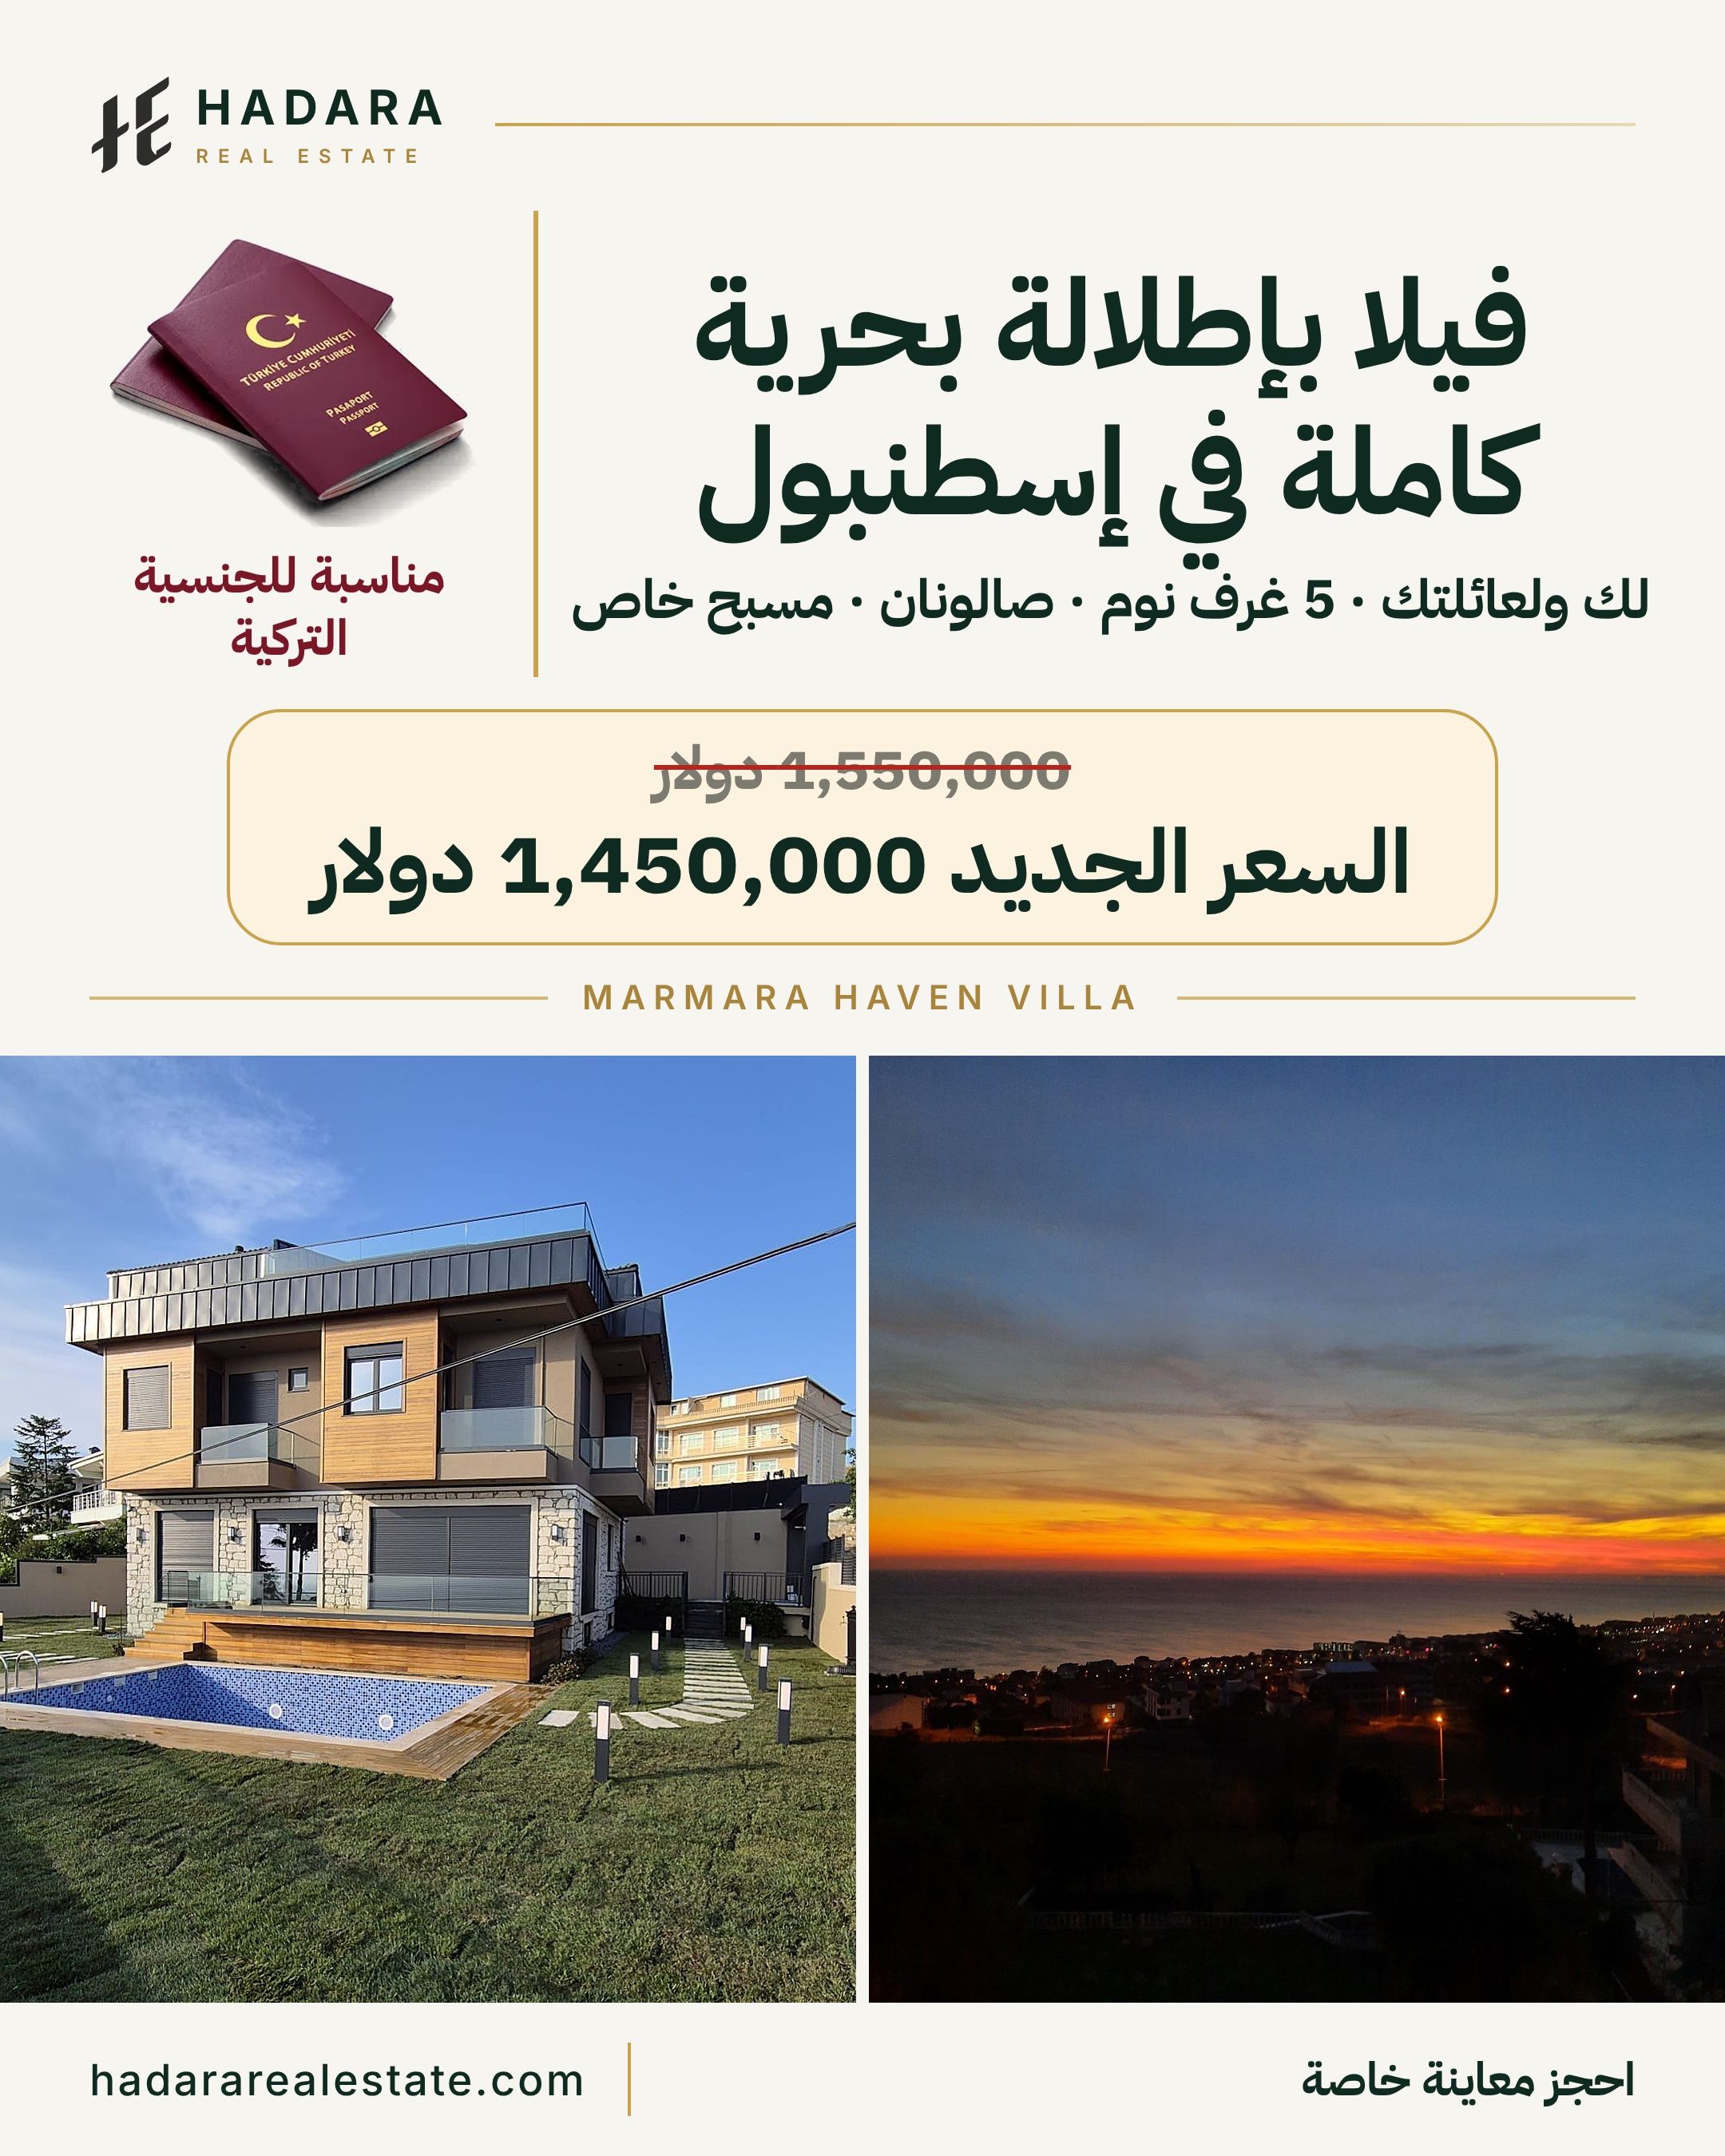 HADARA
REAL ESTATE
فيلا بإطلالة بحرية
كاملة في إسطنبول
لك ولعائلتك · 5 غرف نوم · صالونان · مسبح خاص
TÜRKİYE CUMHURİYETİ
REPUBLIC OF TURKEY
PASAPORT
PASSPORT
مناسبة للجنسية
التركية
1,550,000 دولار
السعر الجديد 1,450,000 دولار
MARMARA HAVEN VILLA
احجز معاينة خاصة
hadararealestate.com